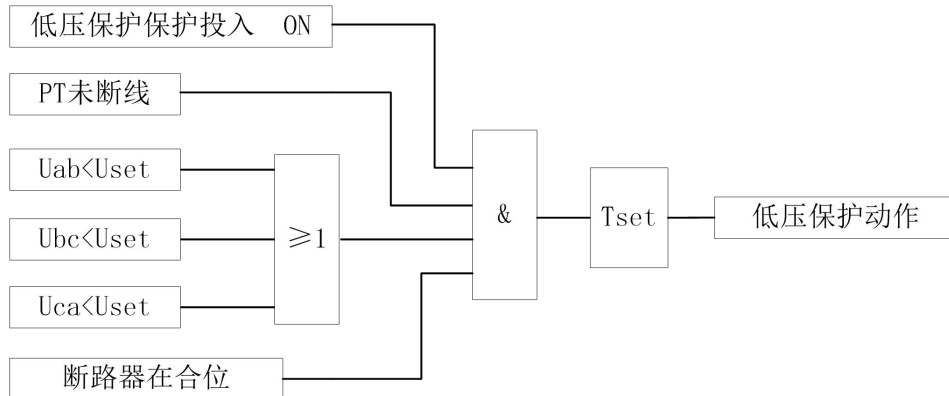 低压保护保护投入 ON
PT未断线
Uab<Uset
Ubc<Uset
Uca<Uset
≥1
断路器在合位
&
Tset
低压保护动作